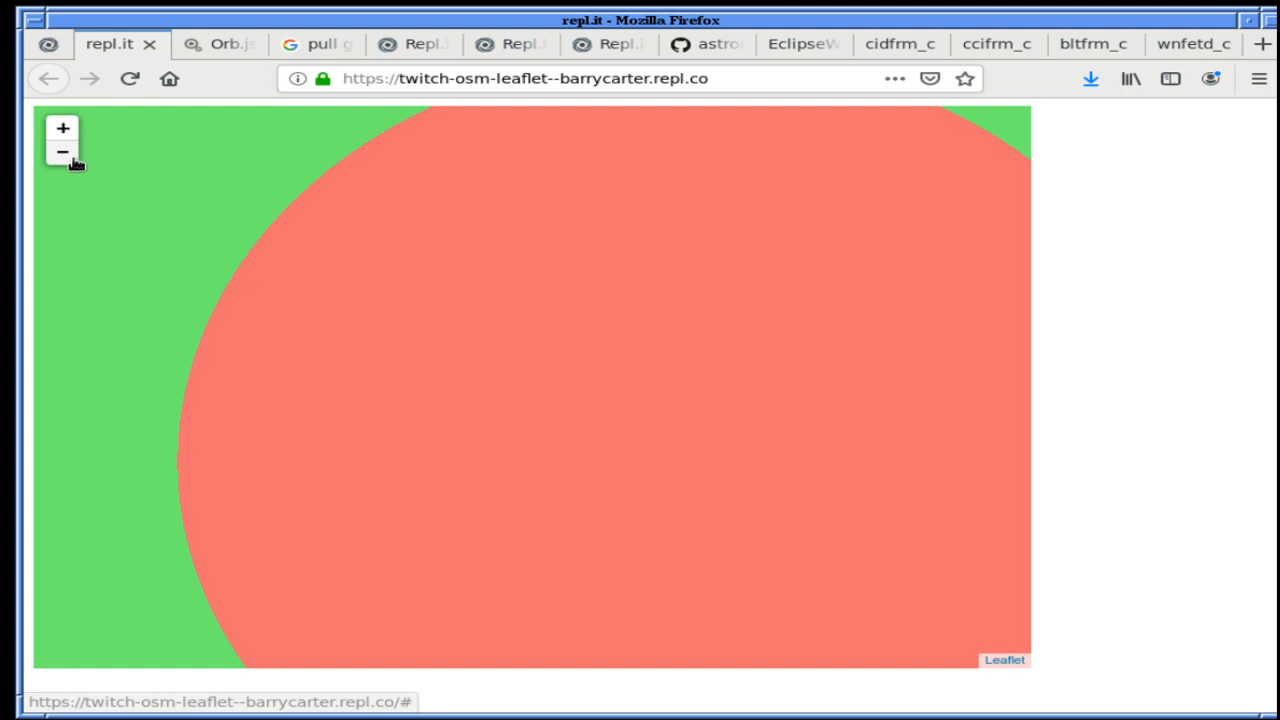 repl.it - Mozilla Firefox
repl.it Orb.js pull g Repl.i Repl.i Repl.i astro EclipseW cidfrm_c ccifrm_c bltfrm_c wnfetd_c
https://twitch-osm-leaflet--barrycarter.repl.co
+
−
Leaflet
https://twitch-osm-leaflet--barrycarter.repl.co/#